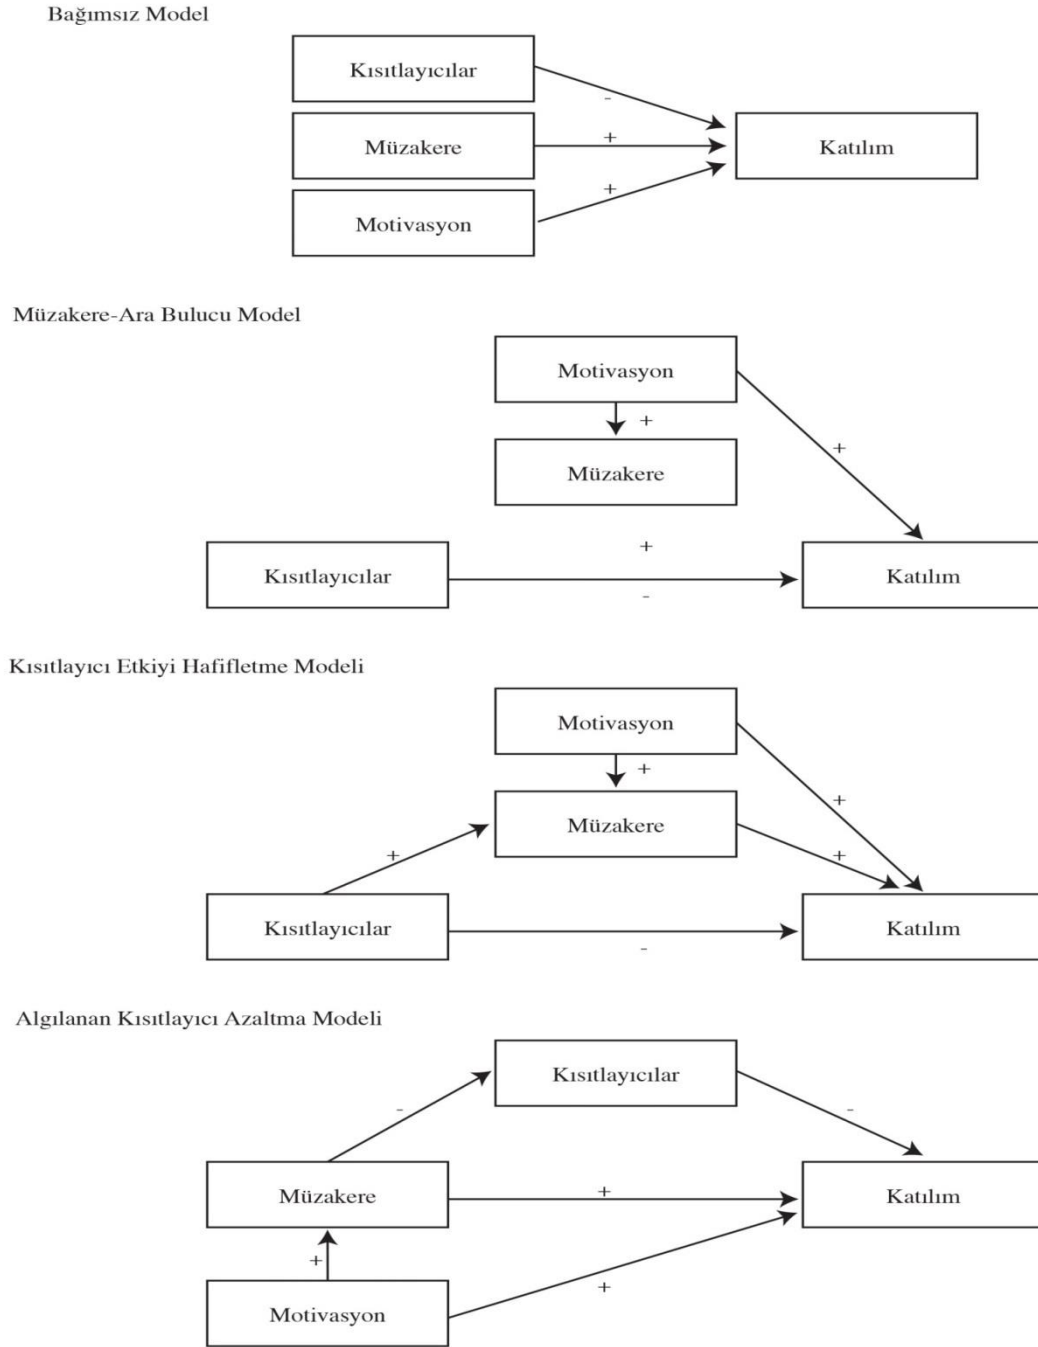 Bağımsız Model
Kısıtlayıcılar
-
Müzakere
+
Katılım
Motivasyon
+
Müzakere-Ara Bulucu Model
Motivasyon
+
+
Müzakere
+
Kısıtlayıcılar
Katılım
-
Kısıtlayıcı Etkiyi Hafifletme Modeli
Motivasyon
+
+
Müzakere
+
+
Kısıtlayıcılar
Katılım
-
Algılanan Kısıtlayıcı Azaltma Modeli
Kısıtlayıcılar
-
-
Müzakere
+
Katılım
+
+
Motivasyon